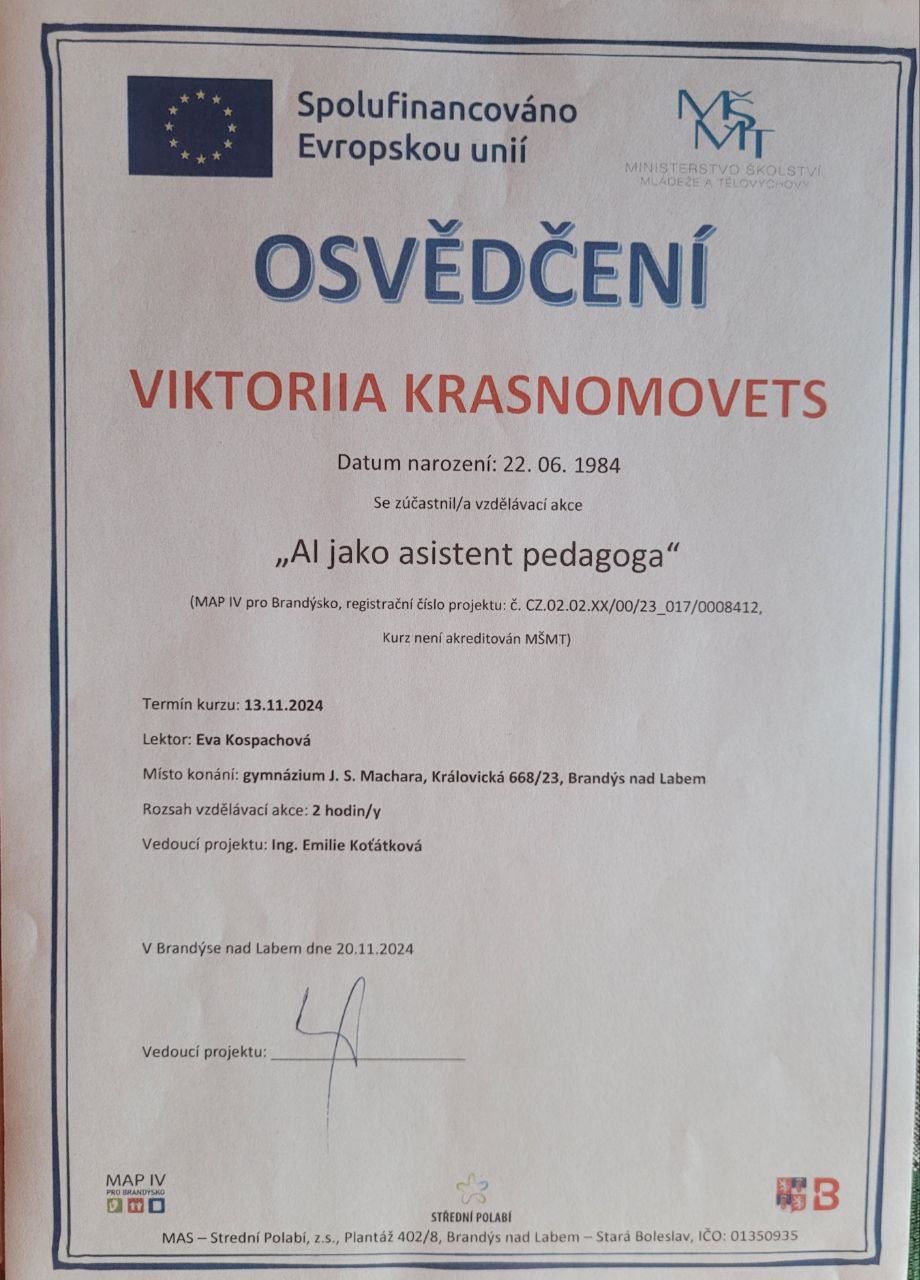 Spolufinancováno
Evropskou unií
MŠMT
MINISTERSTVO ŠKOLSTVÍ,
MLÁDEŽE A TĚLOVÝCHOVY
OSVĚDČENÍ
VIKTORIIA KRASNOMOVETS
Datum narození: 22. 06. 1984
Se zúčastnil/a vzdělávací akce
„AI jako asistent pedagoga“
(MAP IV pro Brandýsko, registrační číslo projektu: č. CZ.02.02.XX/00/23_017/0008412,
Kurz není akreditován MŠMT)
Termín kurzu: 13.11.2024
Lektor: Eva Kospachová
Místo konání: gymnázium J. S. Machara, Královická 668/23, Brandýs nad Labem
Rozsah vzdělávací akce: 2 hodin/y
Vedoucí projektu: Ing. Emilie Koťátková
V Brandýse nad Labem dne 20.11.2024
Vedoucí projektu:
MAP IV
PRO BRANDÝSKO
STŘEDNÍ POLABÍ
B
MAS – Strední Polabí, z.s., Plantáž 402/8, Brandýs nad Labem – Stará Boleslav, IČO: 01350935